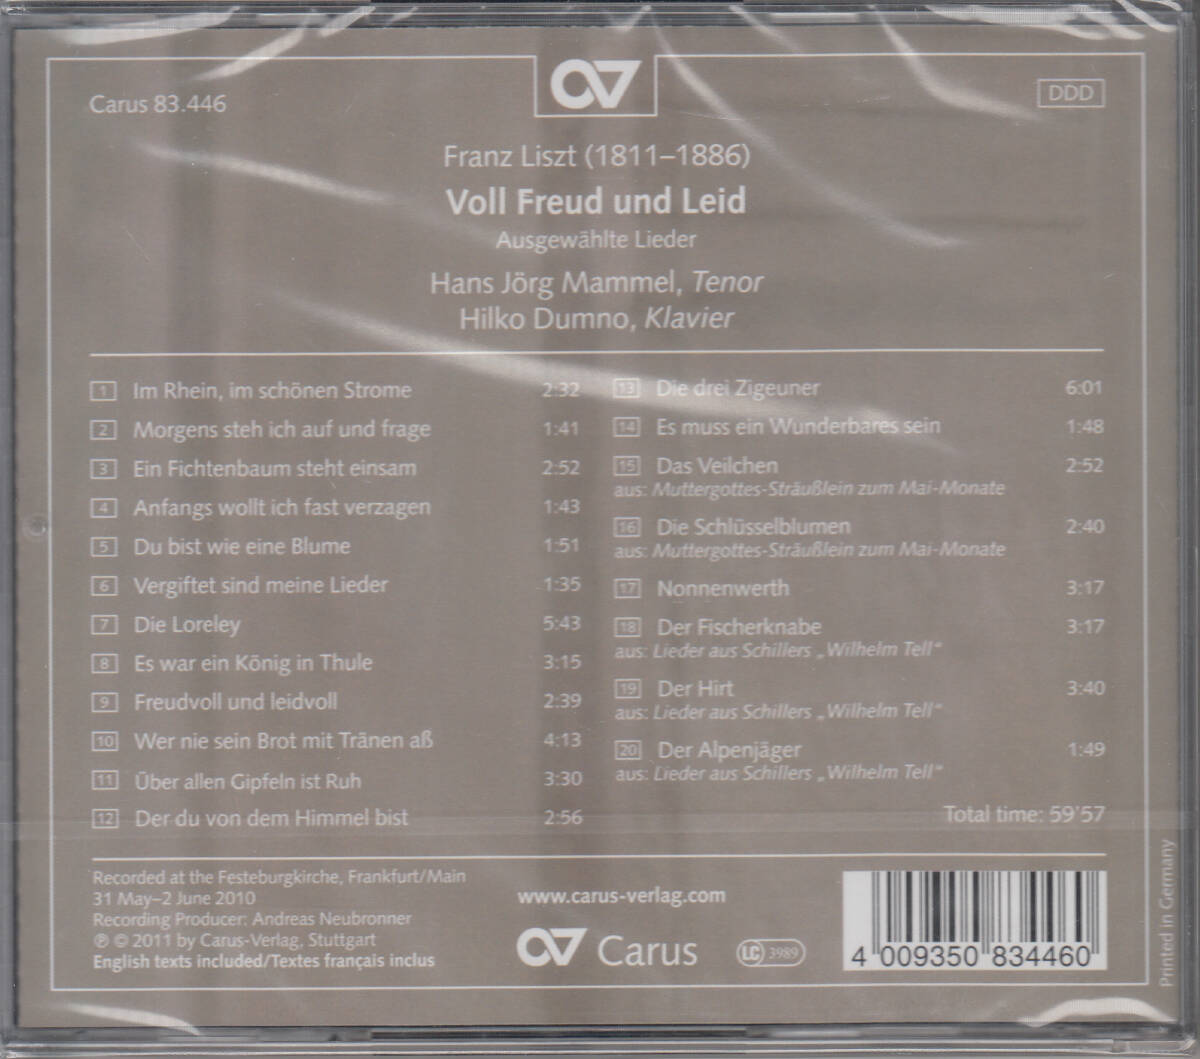 Carus 83.446
DDD
Franz Liszt (1811–1886)
Voll Freud und Leid
Ausgewählte Lieder
Hans Jörg Mammel, Tenor
Hilko Dumno, Klavier
1 Im Rhein, im schönen Strome 2:32
2 Morgens steh ich auf und frage 1:41
3 Ein Fichtenbaum steht einsam 2:52
4 Anfangs wollt ich fast verzagen 1:43
5 Du bist wie eine Blume 1:51
6 Vergiftet sind meine Lieder 1:35
7 Die Loreley 5:43
8 Es war ein König in Thule 3:15
9 Freudvoll und leidvoll 2:39
10 Wer nie sein Brot mit Tränen aß 4:13
11 Über allen Gipfeln ist Ruh 3:30
12 Der du von dem Himmel bist 2:56
13 Die drei Zigeuner 6:01
14 Es muss ein Wunderbares sein 1:48
15 Das Veilchen 2:52
aus: Muttergottes-Sträußlein zum Mai-Monate
16 Die Schlüsselblumen 2:40
aus: Muttergottes-Sträußlein zum Mai-Monate
17 Nonnenwerth 3:17
18 Der Fischerknabe 3:17
aus: Lieder aus Schillers „Wilhelm Tell“
19 Der Hirt 3:40
aus: Lieder aus Schillers „Wilhelm Tell“
20 Der Alpenjäger 1:49
aus: Lieder aus Schillers „Wilhelm Tell“
Total time: 59'57
Recorded at the Festeburgkirche, Frankfurt/Main
31 May–2 June 2010
Recording Producer: Andreas Neubronner
℗ © 2011 by Carus-Verlag, Stuttgart
English texts included/Textes français inclus
www.carus-verlag.com
Carus
LC 3989
4 009350 834460
Printed in Germany